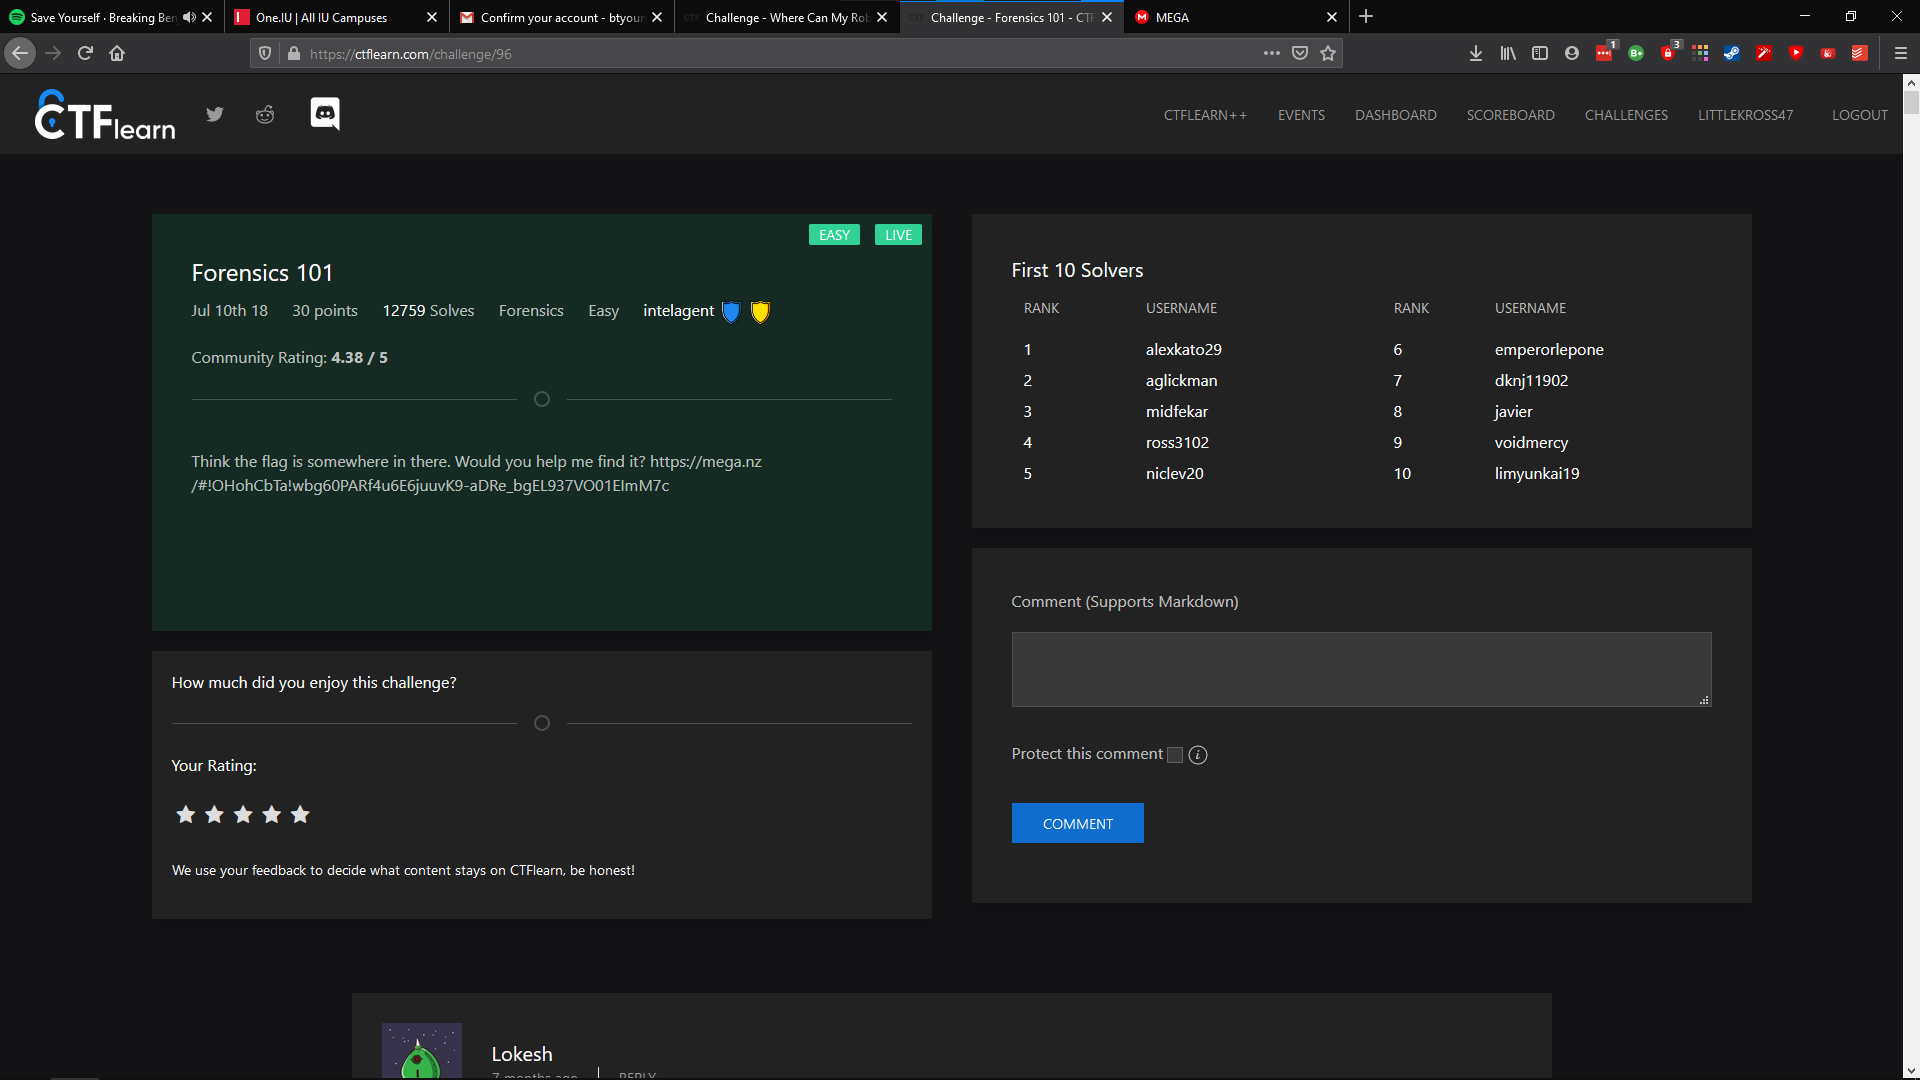 Save Yourself · Breaking Ben
One.IU | All IU Campuses
Confirm your account - btyour
Challenge - Where Can My Rob
Challenge - Forensics 101 - CTF
MEGA
https://ctflearn.com/challenge/96
1
B+
3
CTFlearn
CTFLEARN++
EVENTS
DASHBOARD
SCOREBOARD
CHALLENGES
LITTLEKROSS47
LOGOUT
EASY
LIVE
Forensics 101
Jul 10th 18 30 points 12759 Solves Forensics Easy intelagent
Community Rating: 4.38 / 5
Think the flag is somewhere in there. Would you help me find it? https://mega.nz
/#!OHohCbTa!wbg60PARf4u6E6juuvK9-aDRe_bgEL937VO01EImM7c
How much did you enjoy this challenge?
Your Rating:
We use your feedback to decide what content stays on CTFlearn, be honest!
First 10 Solvers
RANK USERNAME RANK USERNAME
1 alexkato29 6 emperorlepone
2 aglickman 7 dknj11902
3 midfekar 8 javier
4 ross3102 9 voidmercy
5 niclev20 10 limyunkai19
Comment (Supports Markdown)
Protect this comment
COMMENT
Lokesh
7 months ago | REPLY